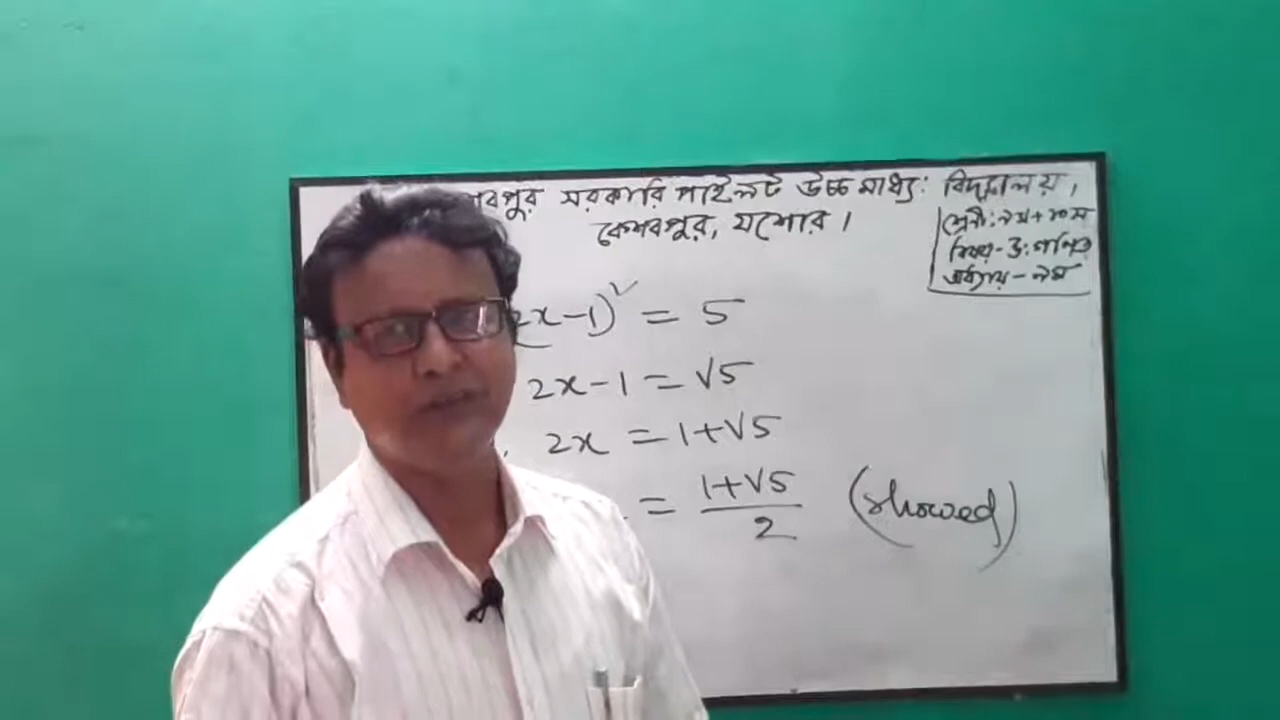 সরকারি পাইলট উচ্চ মাধ্য: বিদ্যালয়,
কেশবপুর, যশোর।
শ্রেণী: ৯ম + ১০ম
বিষয় - উ: গণিত
অধ্যায় - ৯ম
2x-1)² = 5
2x-1 = √5
2x = 1+√5
= (1+√5)/2 (showed)